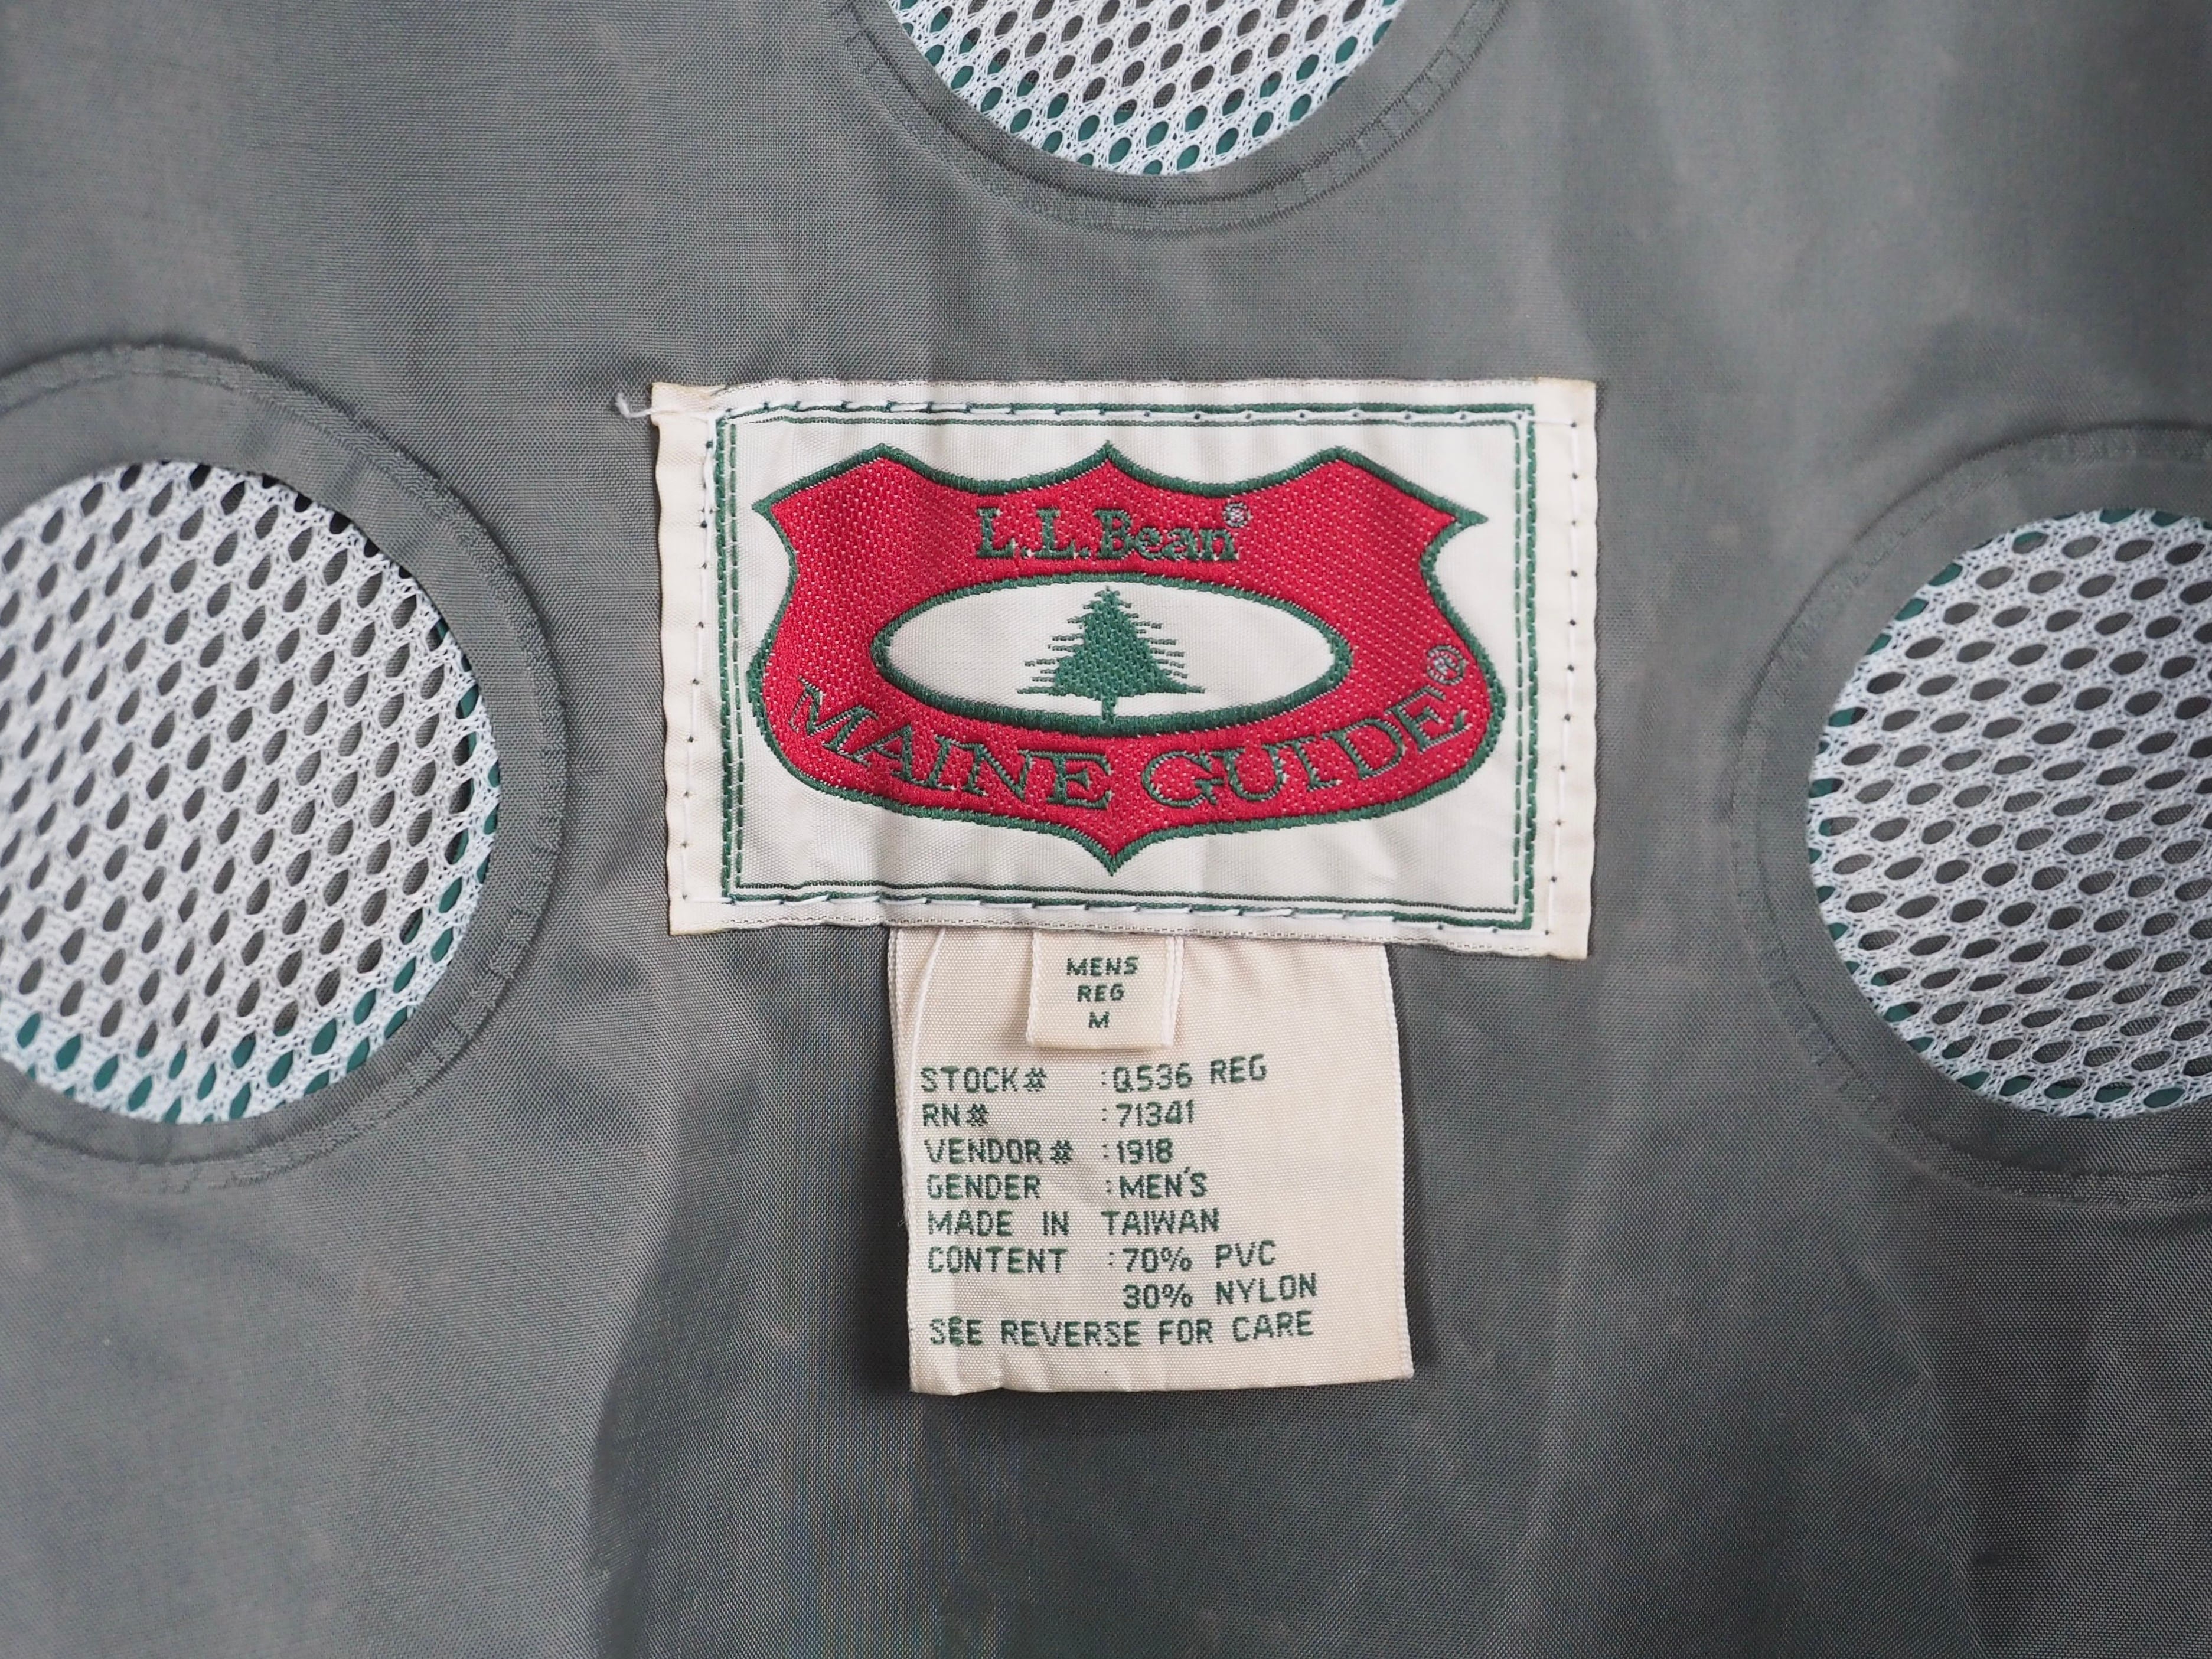 L.L.Bean®
MAINE GUIDE®
MENS
REG
M
STOCK# :Q536 REG
RN# :71341
VENDOR# :1918
GENDER :MEN'S
MADE IN TAIWAN
CONTENT :70% PVC
30% NYLON
SEE REVERSE FOR CARE